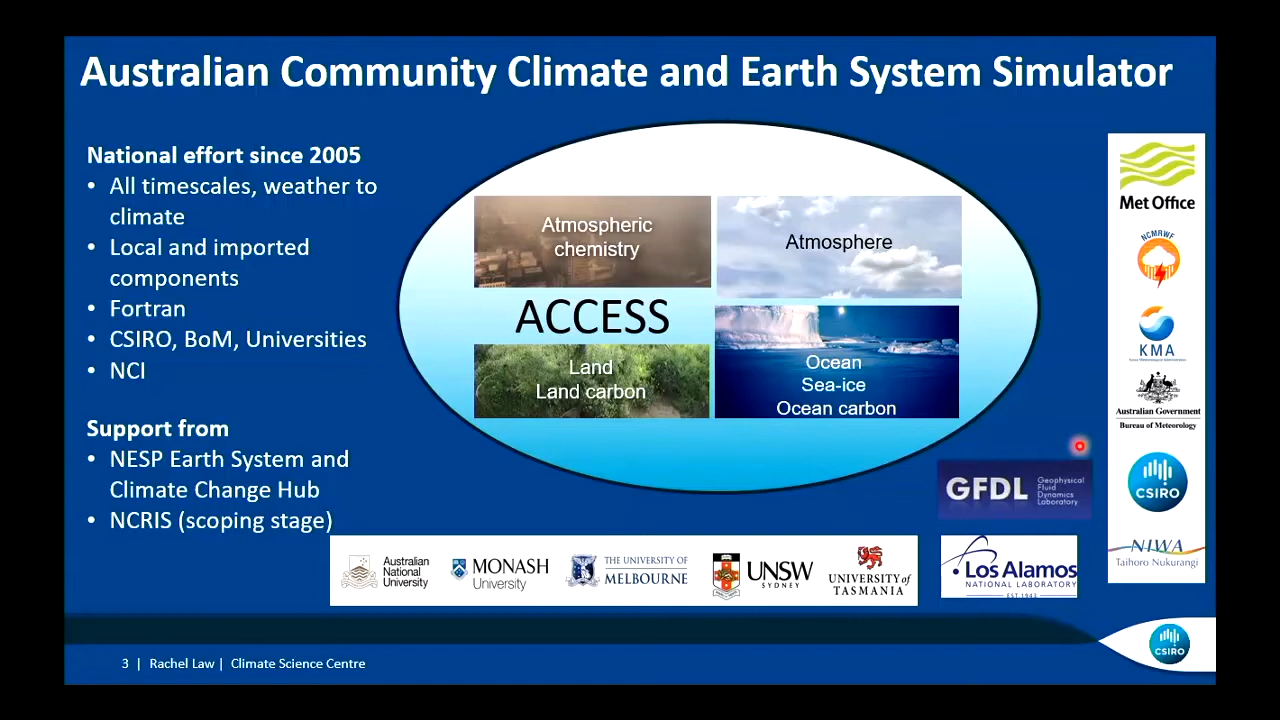 Australian Community Climate and Earth System Simulator
National effort since 2005
• All timescales, weather to
climate
• Local and imported
components
• Fortran
• CSIRO, BoM, Universities
• NCI
Support from
• NESP Earth System and
Climate Change Hub
• NCRIS (scoping stage)
Atmospheric
chemistry
Atmosphere
ACCESS
Land
Land carbon
Ocean
Sea-ice
Ocean carbon
Met Office
NCMRWF
KMA
Australian Government
Bureau of Meteorology
CSIRO
NIWA
Taihoro Nukurangi
GFDL
Geophysical
Fluid
Dynamics
Laboratory
Los Alamos
NATIONAL LABORATORY
EST. 1943
Australian
National
University
MONASH
University
THE UNIVERSITY OF
MELBOURNE
UNSW
SYDNEY
UNIVERSITY of
TASMANIA
3 | Rachel Law | Climate Science Centre
CSIRO